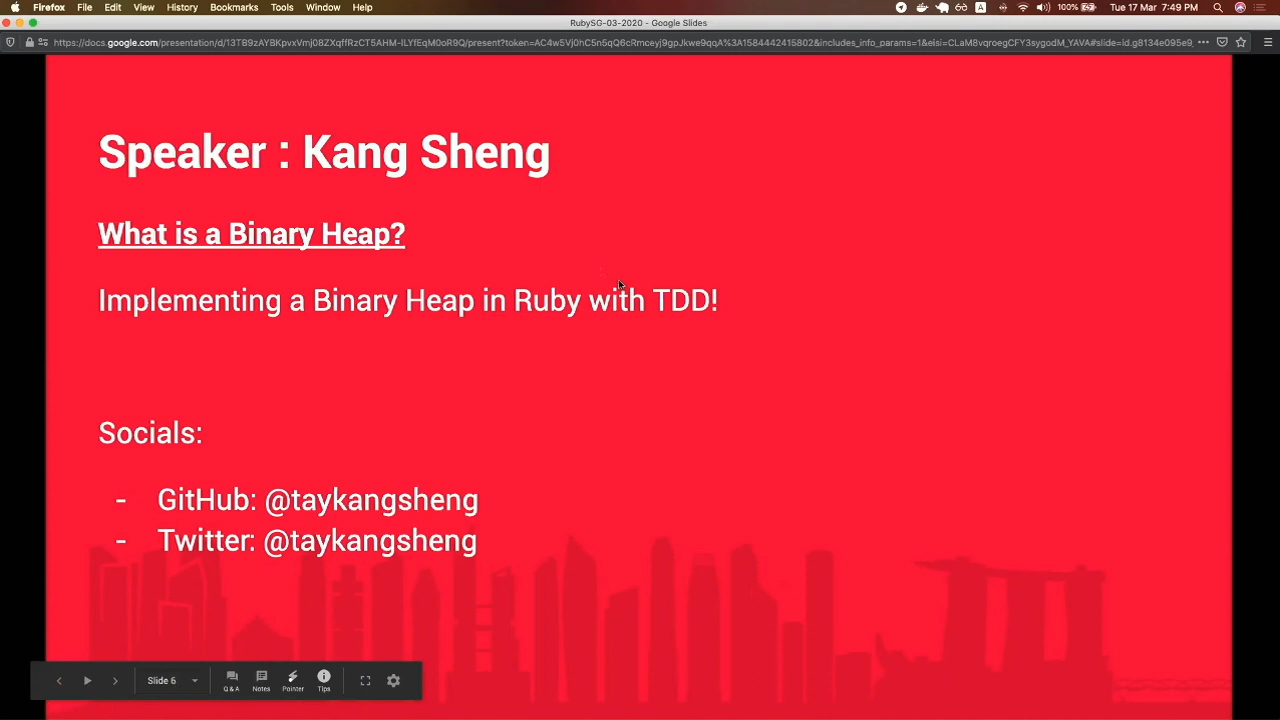 Firefox File Edit View History Bookmarks Tools Window Help 100% Tue 17 Mar 7:49 PM
RubySG-03-2020 - Google Slides
Speaker : Kang Sheng
What is a Binary Heap?
Implementing a Binary Heap in Ruby with TDD!
Socials:
- GitHub: @taykangsheng
- Twitter: @taykangsheng
Slide 6 Q & A Notes Pointer Tips